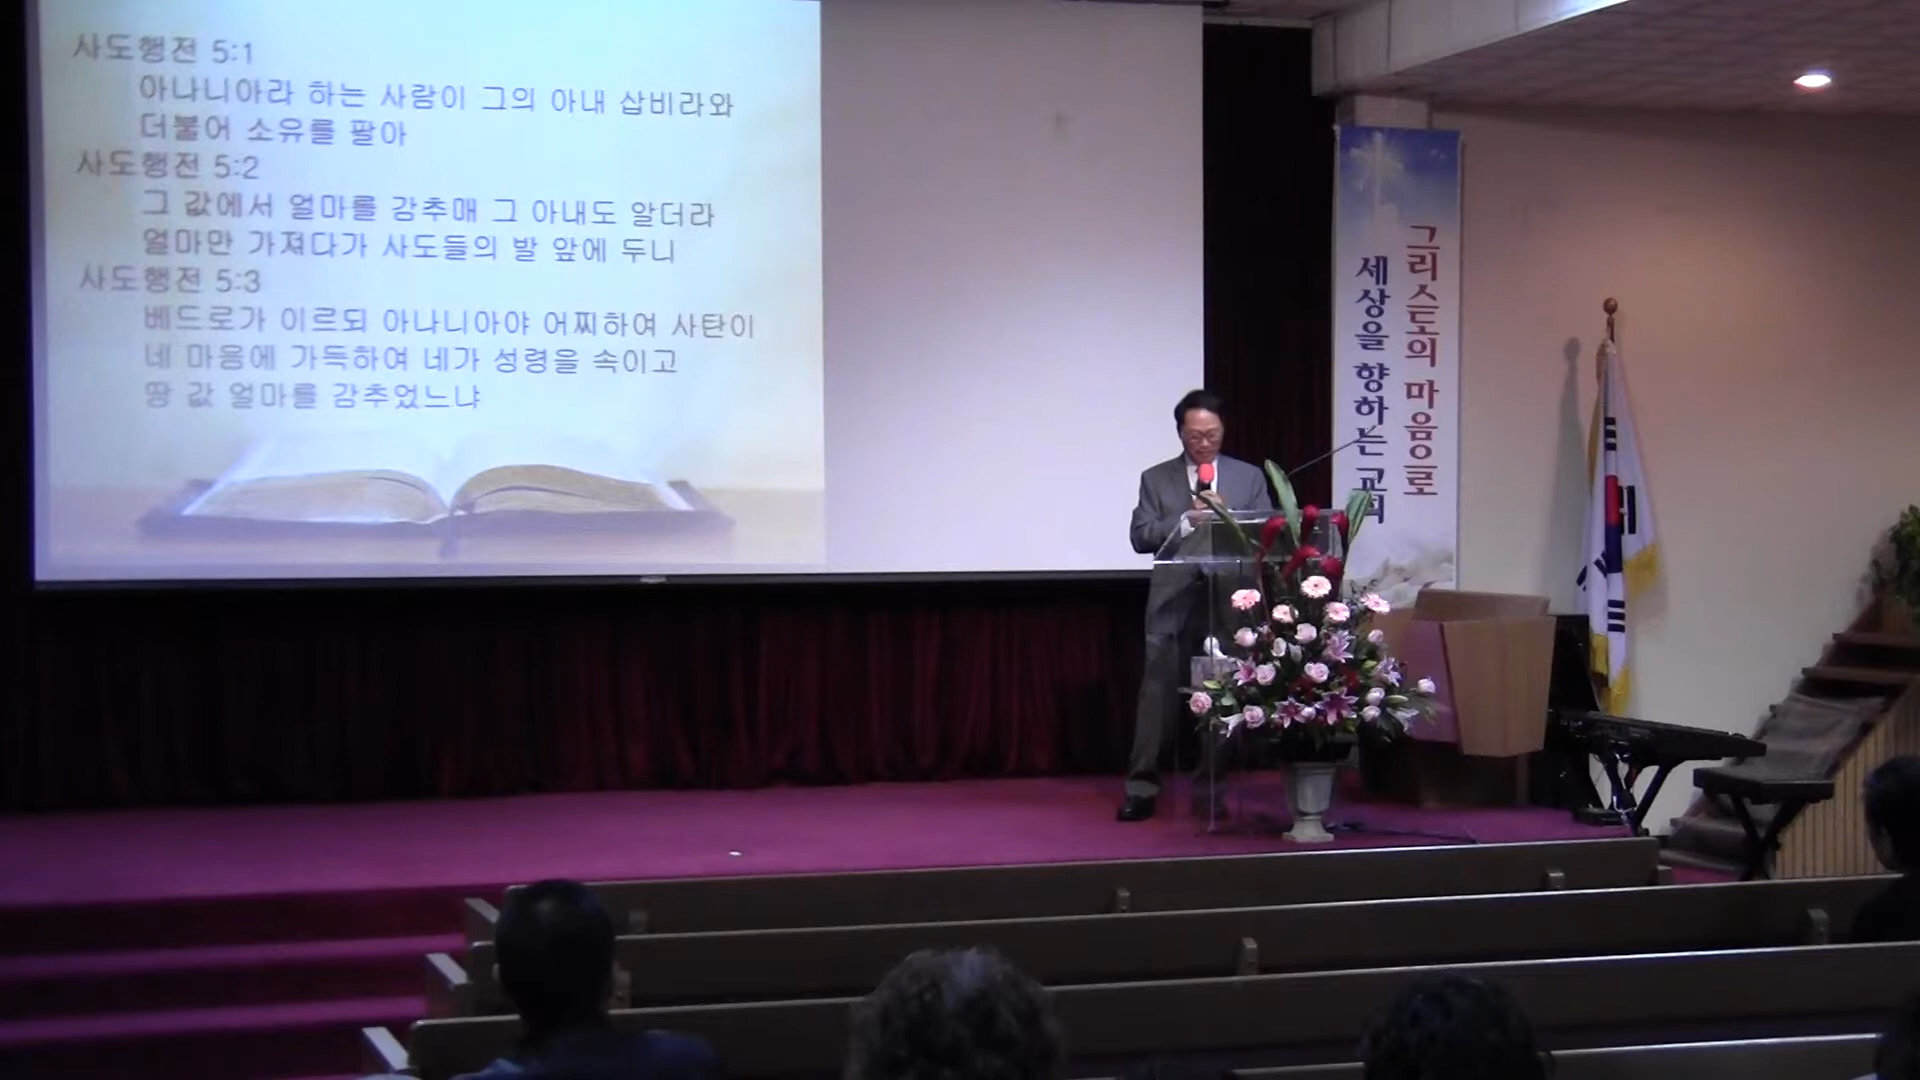 사도행전 5:1
아나니아라 하는 사람이 그의 아내 삽비라와
더불어 소유를 팔아
사도행전 5:2
그 값에서 얼마를 감추매 그 아내도 알더라
얼마만 가져다가 사도들의 발 앞에 두니
사도행전 5:3
베드로가 이르되 아나니아야 어찌하여 사탄이
네 마음에 가득하여 네가 성령을 속이고
땅 값 얼마를 감추었느냐
그리스도의 마음으로
세상을 향하는 교회